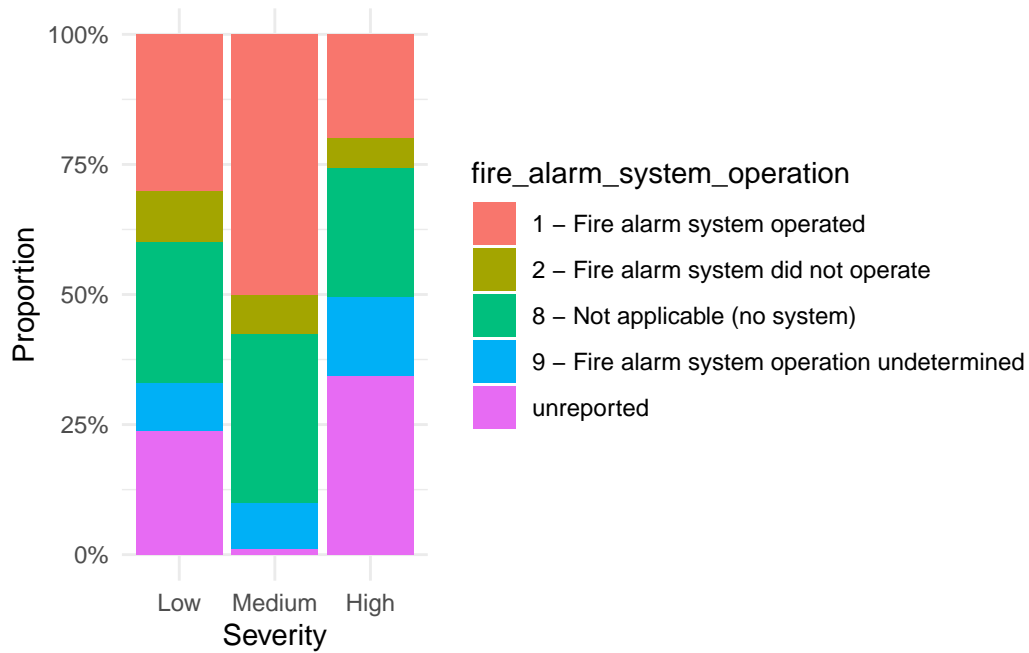 100%
75%
50%
25%
0%
Proportion
Low Medium High
Severity
fire_alarm_system_operation
1 – Fire alarm system operated
2 – Fire alarm system did not operate
8 – Not applicable (no system)
9 – Fire alarm system operation undetermined
unreported